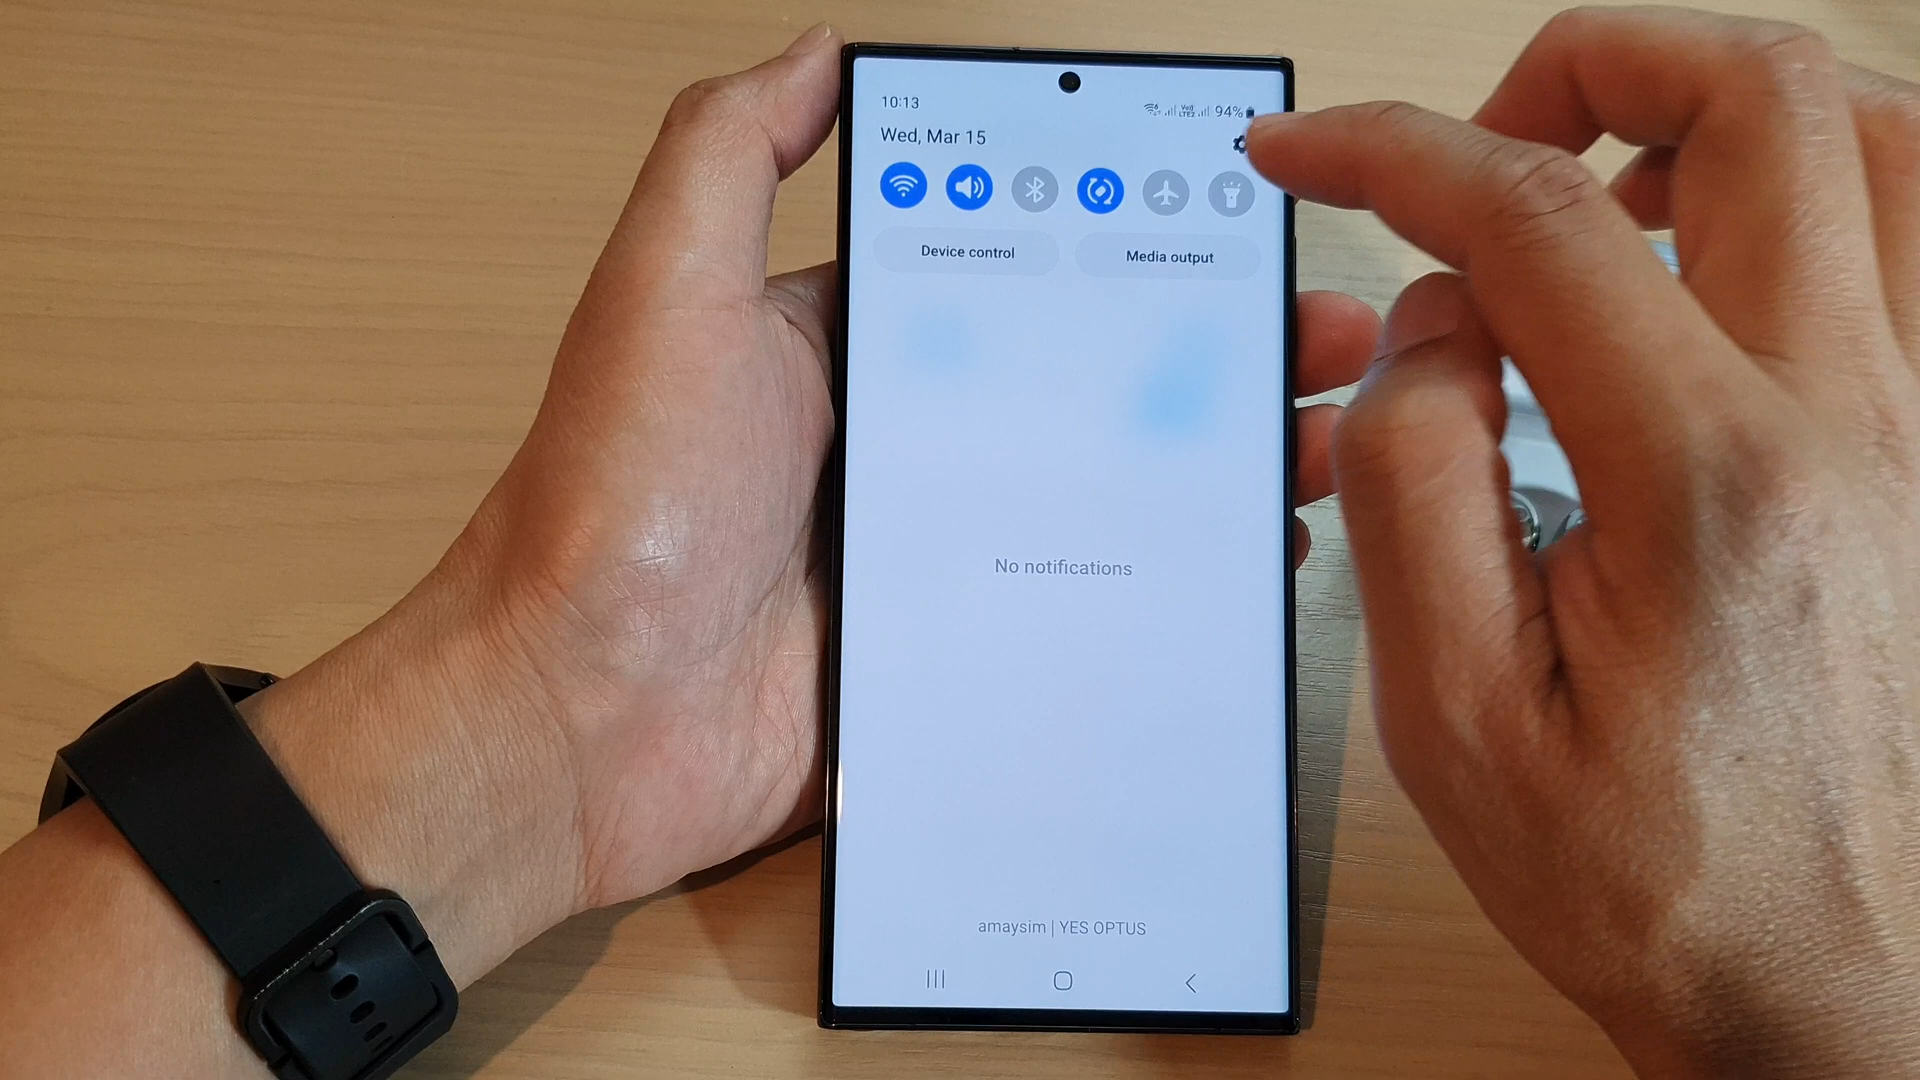 10:13
94%
Wed, Mar 15
Device control
Media output
No notifications
amaysim | YES OPTUS